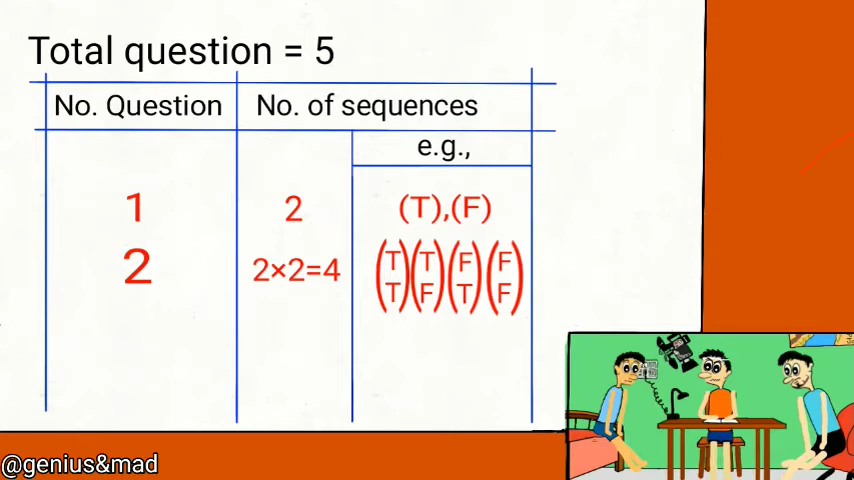 Total question = 5
No. Question No. of sequences
e.g.,
1 2 (T),(F)
2 2×2=4 (T T) (T F) (F T) (F F)
@genius&mad